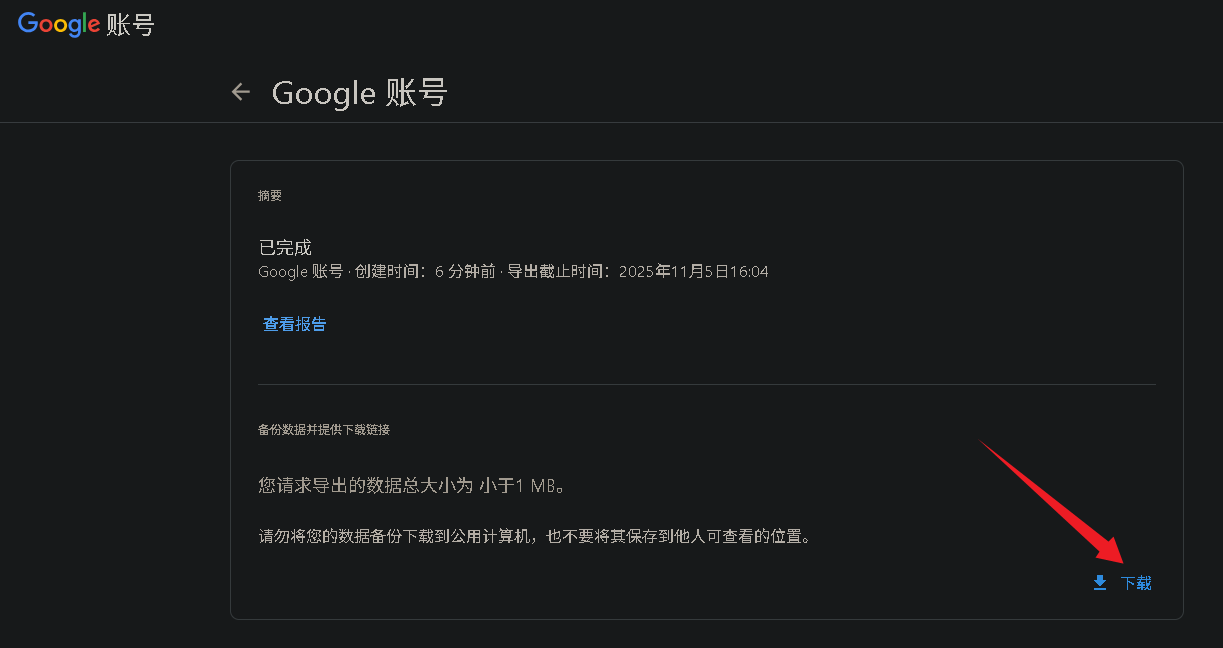 Google 账号
Google 账号
摘要
已完成
Google 账号 · 创建时间：6 分钟前 · 导出截止时间：2025年11月5日16:04
查看报告
备份数据并提供下载链接
您请求导出的数据总大小为 小于1 MB。
请勿将您的数据备份下载到公用计算机，也不要将其保存到他人可查看的位置。
下载